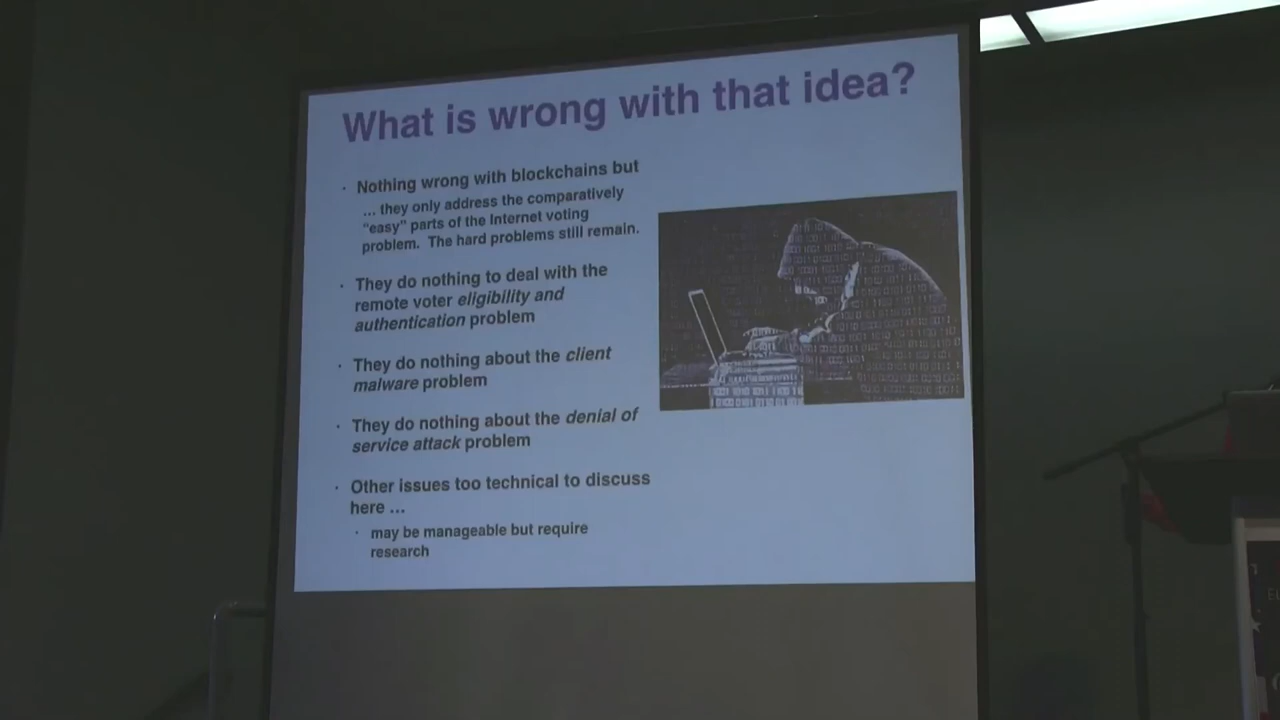 What is wrong with that idea?
· Nothing wrong with blockchains but
... they only address the comparatively
“easy” parts of the Internet voting
problem. The hard problems still remain.
· They do nothing to deal with the
remote voter eligibility and
authentication problem
· They do nothing about the client
malware problem
· They do nothing about the denial of
service attack problem
· Other issues too technical to discuss
here ...
· may be manageable but require
research